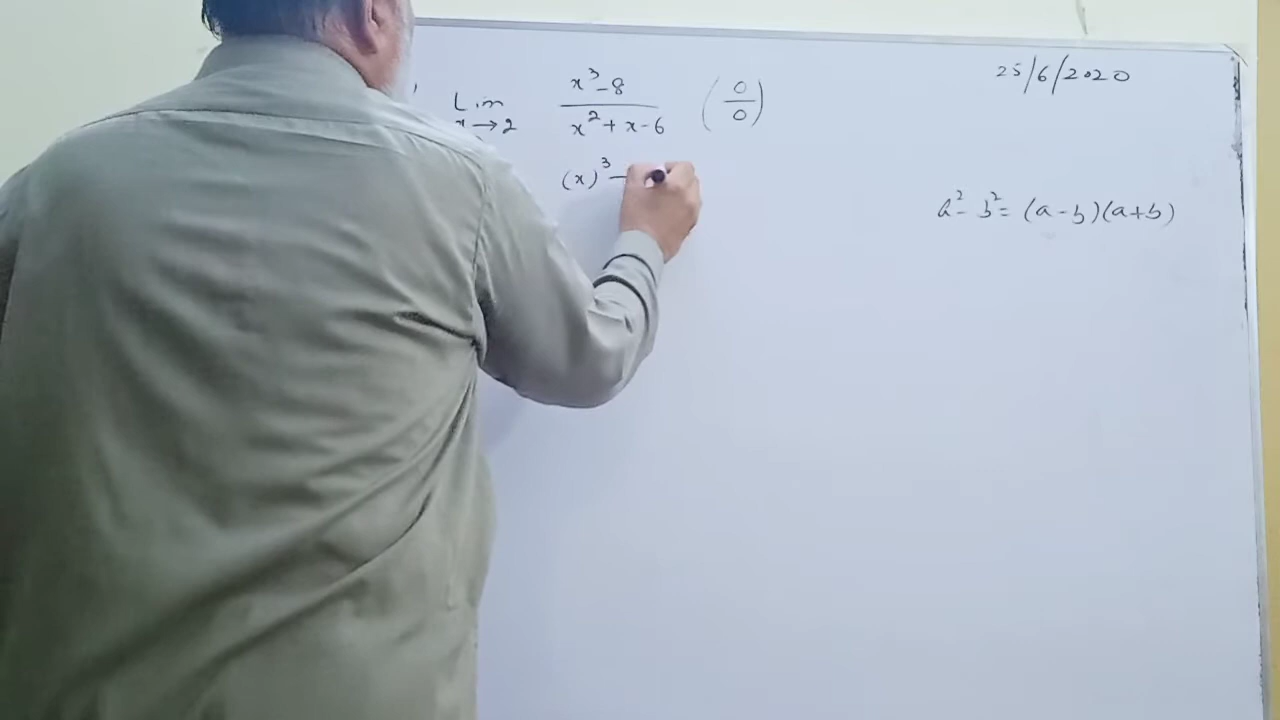 25/6/2020
Lim x→2 x³-8 / x²+x-6 (0/0)
(x)³-
a²-b²=(a-b)(a+b)